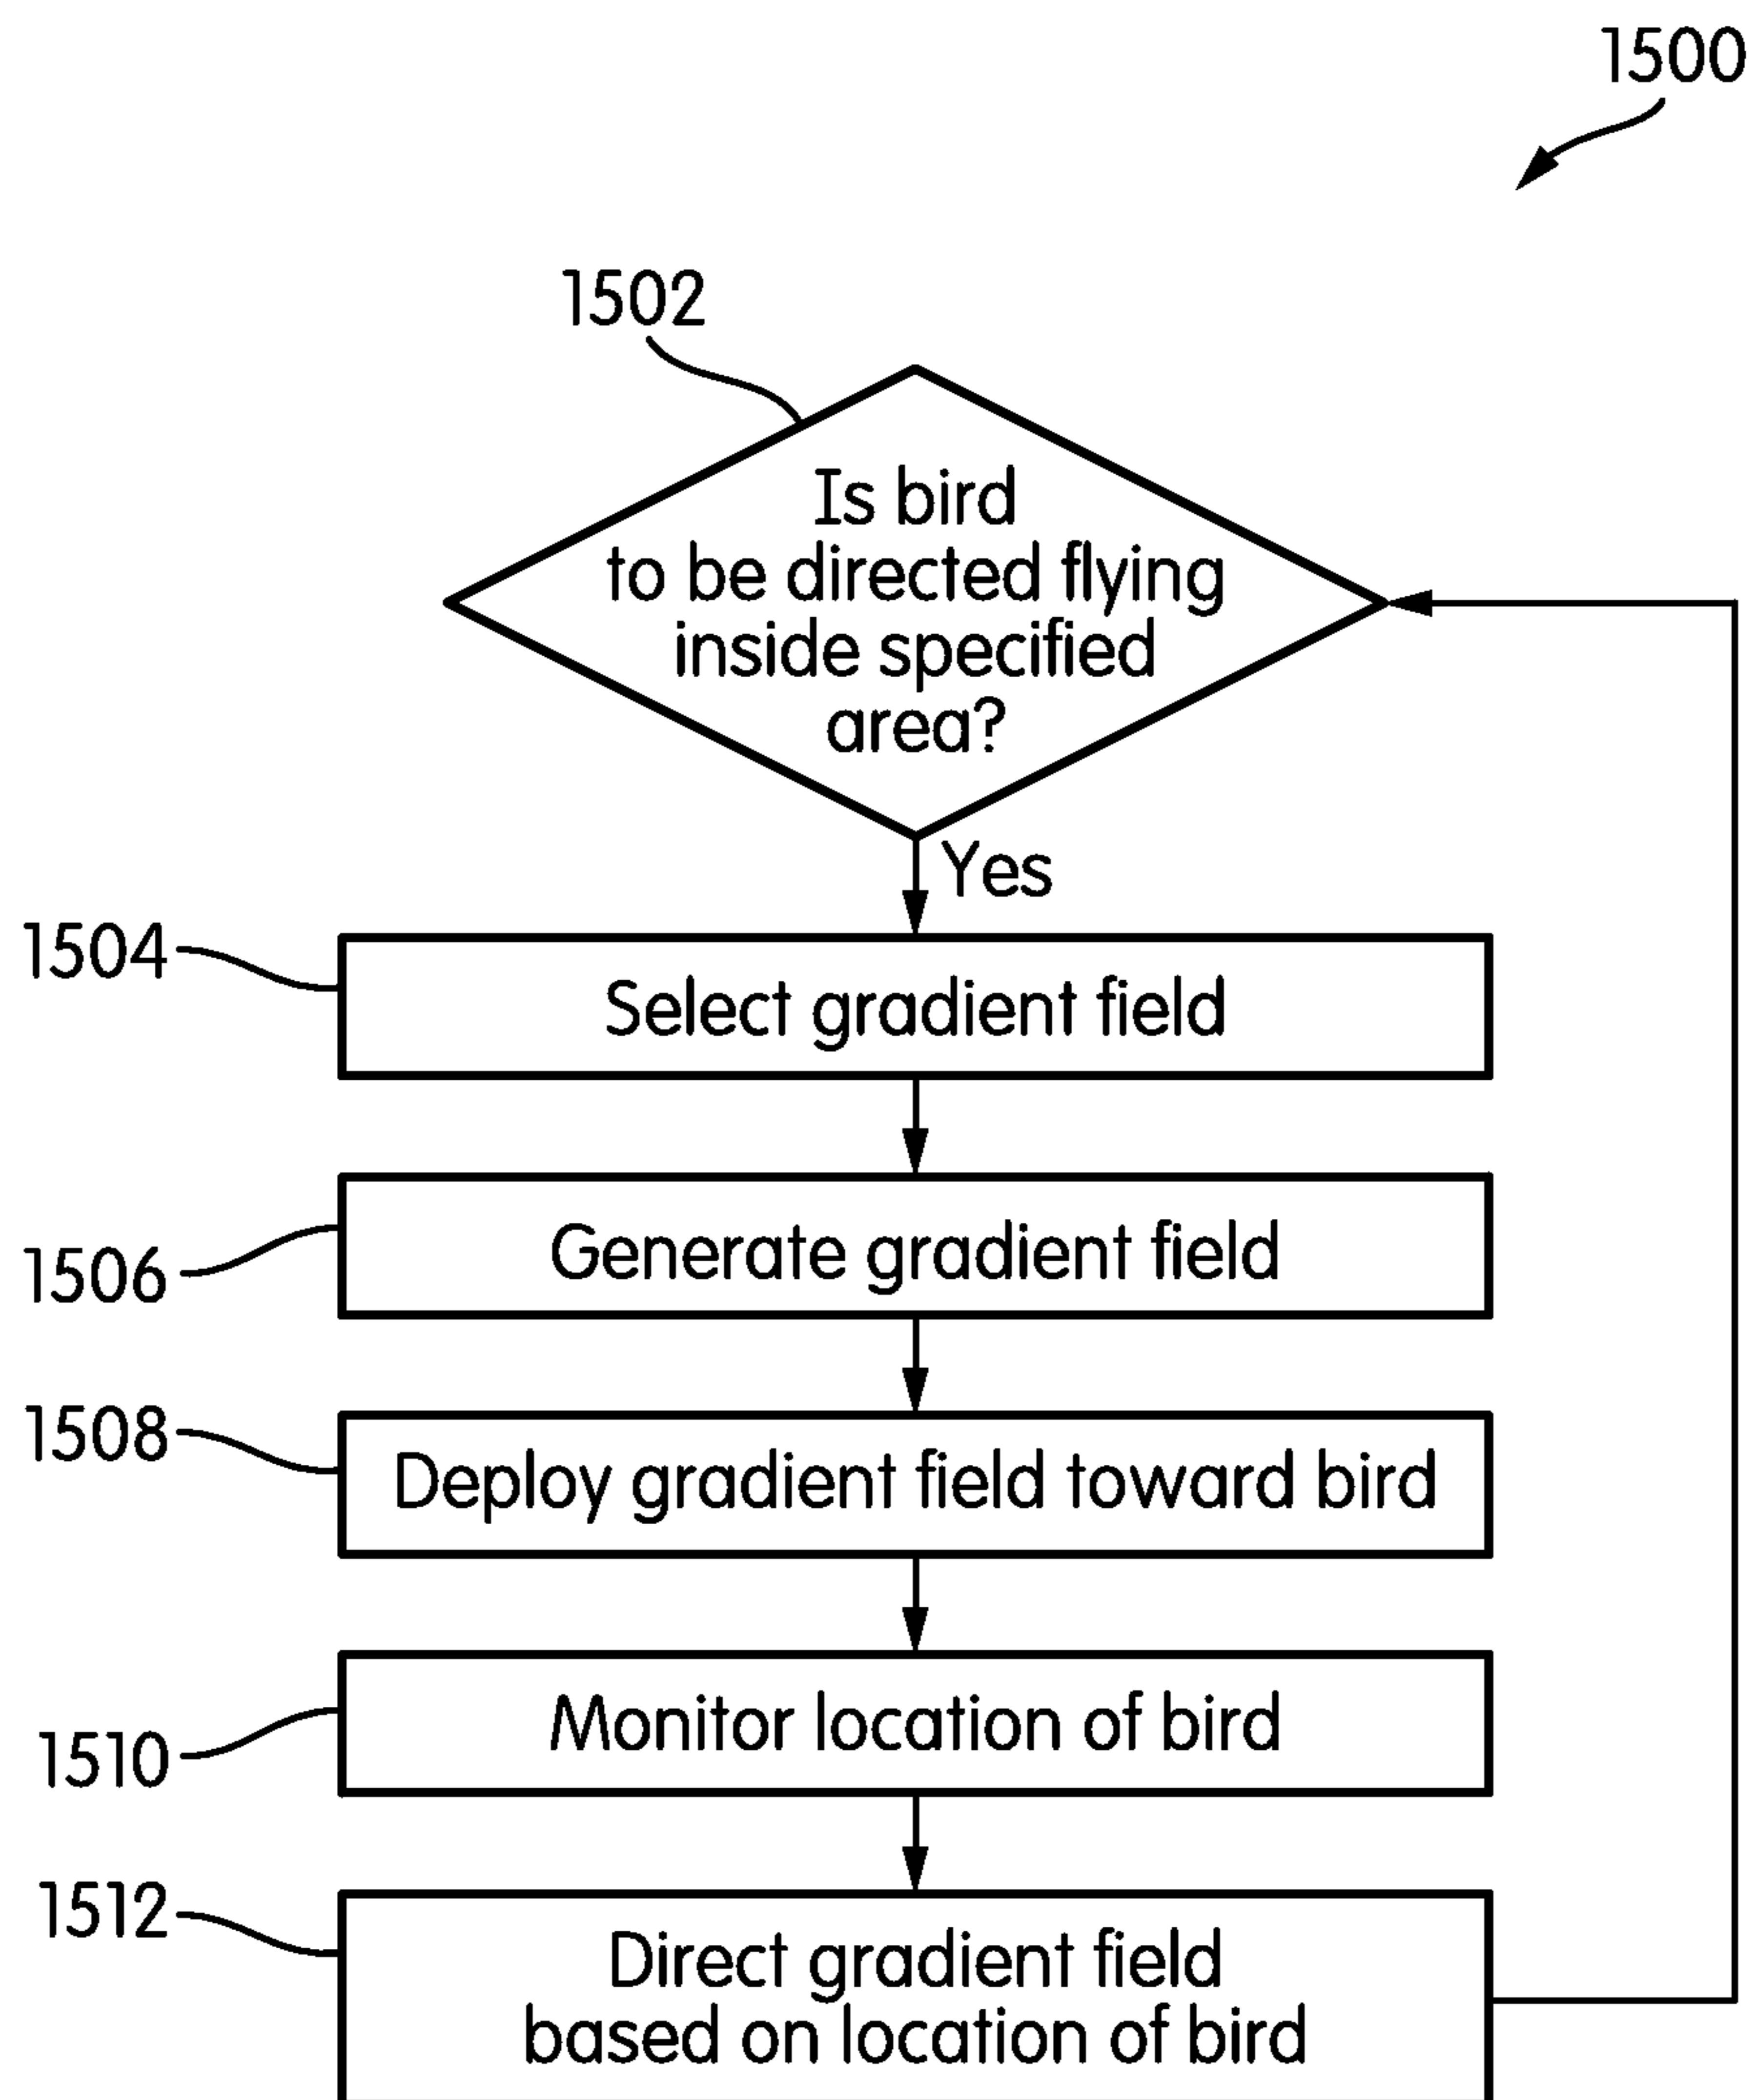 1500
1502
Is bird
to be directed flying
inside specified
area?
Yes
1504
Select gradient field
Generate gradient field
1506
1508
Deploy gradient field toward bird
Monitor location of bird
1510
1512
Direct gradient field
based on location of bird